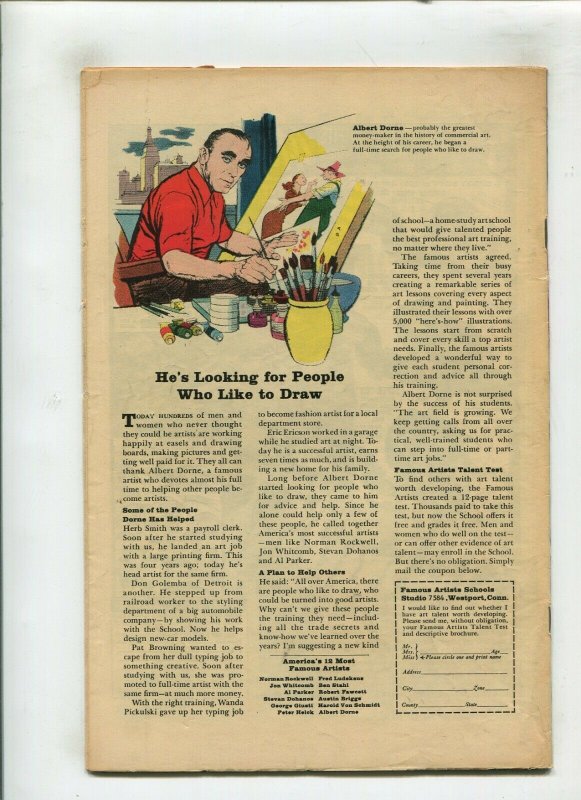 Albert Dorne — probably the greatest
money-maker in the history of commercial art.
At the height of his career, he began a
full-time search for people who like to draw.
He's Looking for People
Who Like to Draw
TODAY HUNDREDS of men and
women who never thought
they could be artists are working
happily at easels and drawing
boards, making pictures and get-
ting well paid for it. They all can
thank Albert Dorne, a famous
artist who devotes almost his full
time to helping other people be-
come artists.
Some of the People
Dorne Has Helped
Herb Smith was a payroll clerk.
Soon after he started studying
with us, he landed an art job
with a large printing firm. This
was four years ago; today he's
head artist for the same firm.
Don Golemba of Detroit is
another. He stepped up from
railroad worker to the styling
department of a big automobile
company—by showing his work
with the School. Now he helps
design new-car models.
Pat Browning wanted to es-
cape from her dull typing job to
something creative. Soon after
studying with us, she was pro-
moted to full-time artist with the
same firm—at much more money.
With the right training, Wanda
Pickulski gave up her typing job
to become fashion artist for a local
department store.
Eric Ericson worked in a garage
while he studied art at night. To-
day he is a successful artist, earns
seven times as much, and is build-
ing a new home for his family.
Long before Albert Dorne
started looking for people who
like to draw, they came to him
for advice and help. Since he
alone could help only a few of
these people, he called together
America's most successful artists
—men like Norman Rockwell,
Jon Whitcomb, Stevan Dohanos
and Al Parker.
A Plan to Help Others
He said: "All over America, there
are people who like to draw, who
could be turned into good artists.
Why can't we give these people
the training they need—includ-
ing all the trade secrets and
know-how we've learned over the
years? I'm suggesting a new kind
America's 12 Most
Famous Artists
Norman Rockwell Fred Ludekens
Jon Whitcomb Ben Stahl
Al Parker Robert Fawcett
Stevan Dohanos Austin Briggs
George Giusti Harold Von Schmidt
Peter Helck Albert Dorne
of school—a home-study art school
that would give talented people
the best professional art training,
no matter where they live."
The famous artists agreed.
Taking time from their busy
careers, they spent several years
creating a remarkable series of
art lessons covering every aspect
of drawing and painting. They
illustrated their lessons with over
5,000 "here's-how" illustrations.
The lessons start from scratch
and cover every skill a top artist
needs. Finally, the famous artists
developed a wonderful way to
give each student personal cor-
rection and advice all through
his training.
Albert Dorne is not surprised
by the success of his students.
"The art field is growing. We
keep getting calls from all over
the country, asking us for prac-
tical, well-trained students who
can step into full-time or part-
time art jobs."
Famous Artists Talent Test
To find others with art talent
worth developing, the Famous
Artists created a 12-page talent
test. Thousands paid to take this
test, but now the School offers it
free and grades it free. Men and
women who do well on the test—
or can offer other evidence of art
talent—may enroll in the School.
But there's no obligation. Simply
mail the coupon below.
Famous Artists Schools
Studio 7584, Westport, Conn.
I would like to find out whether I
have art talent worth developing.
Please send me, without obligation,
your Famous Artists Talent Test
and descriptive brochure.
Mr.
Mrs. Age
Miss Please circle one and print name
Address
City Zone
County State